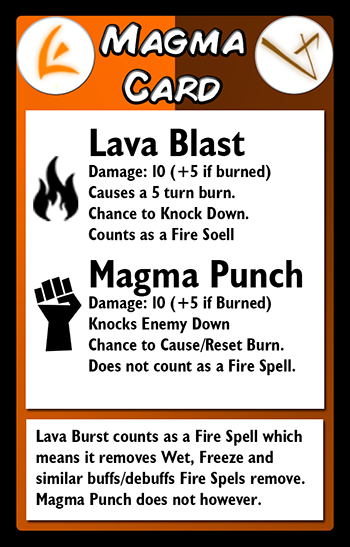 Magma
Card
Lava Blast
Damage: 10 (+5 if burned)
Causes a 5 turn burn.
Chance to Knock Down.
Counts as a Fire Soell
Magma Punch
Damage: 10 (+5 if Burned)
Knocks Enemy Down
Chance to Cause/Reset Burn.
Does not count as a Fire Spell.
Lava Burst counts as a Fire Spell which
means it removes Wet, Freeze and
similar buffs/debuffs Fire Spels remove.
Magma Punch does not however.